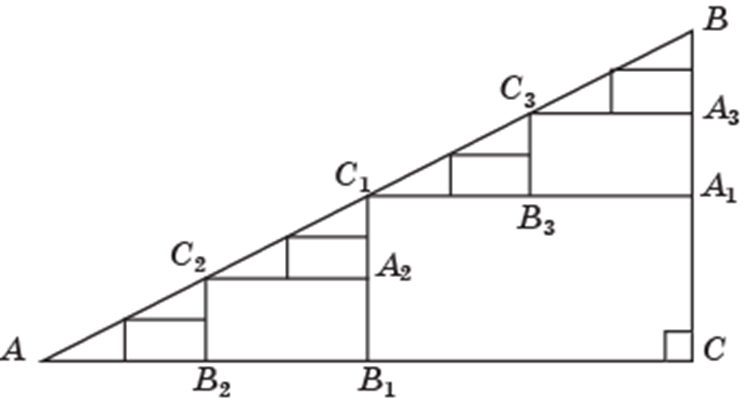 B
C₃
A₃
C₁
A₁
B₃
C₂
A₂
A
C
B₂
B₁